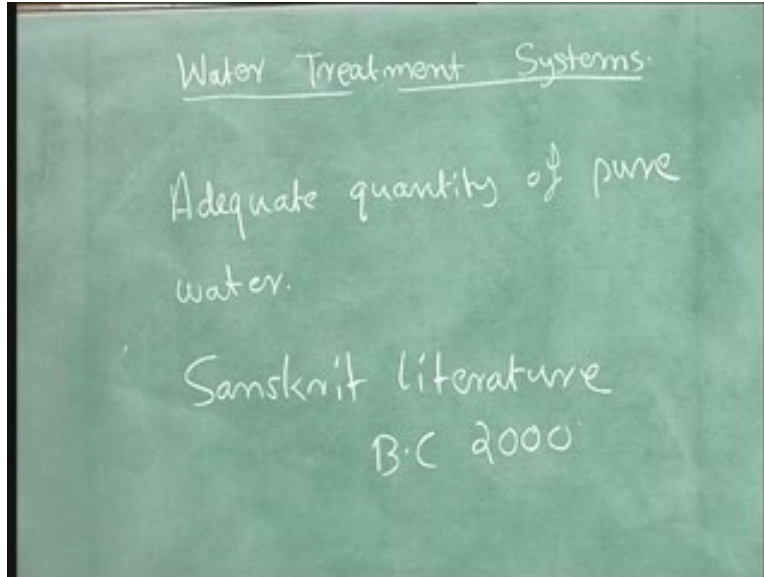 Water Treatment Systems.
Adequate quantity of pure
water.
Sanskrit literature
B.C 2000